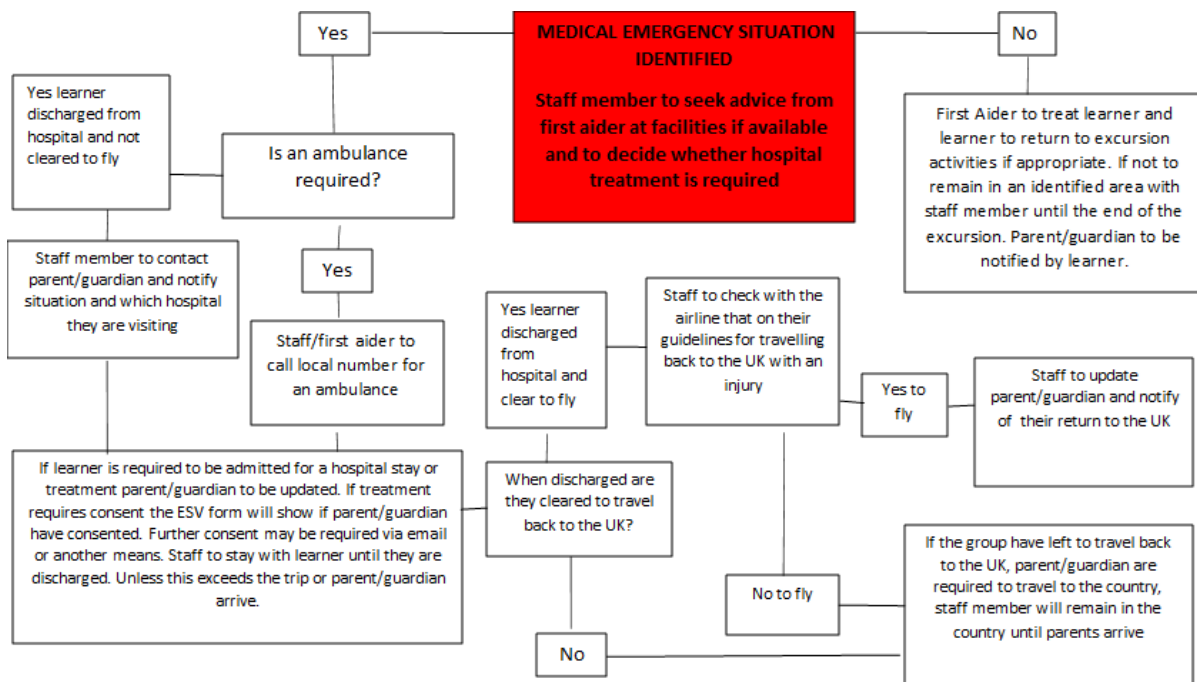 Yes
MEDICAL EMERGENCY SITUATION
IDENTIFIED
Staff member to seek advice from
first aider at facilities if available
and to decide whether hospital
treatment is required
No
Yes learner
discharged from
hospital and not
cleared to fly
Is an ambulance
required?
First Aider to treat learner and
learner to return to excursion
activities if appropriate. If not to
remain in an identified area with
staff member until the end of the
excursion. Parent/guardian to be
notified by learner.
Staff member to contact
parent/guardian and notify
situation and which hospital
they are visiting
Yes
Staff/first aider to
call local number for
an ambulance
Yes learner
discharged
from
hospital and
clear to fly
Staff to check with the
airline that on their
guidelines for travelling
back to the UK with an
injury
Yes to
fly
Staff to update
parent/guardian and notify
of their return to the UK
If learner is required to be admitted for a hospital stay or
treatment parent/guardian to be updated. If treatment
requires consent the ESV form will show if parent/guardian
have consented. Further consent may be required via email
or another means. Staff to stay with learner until they are
discharged. Unless this exceeds the trip or parent/guardian
arrive.
When discharged are
they cleared to travel
back to the UK?
No to fly
If the group have left to travel back
to the UK, parent/guardian are
required to travel to the country,
staff member will remain in the
country until parents arrive
No